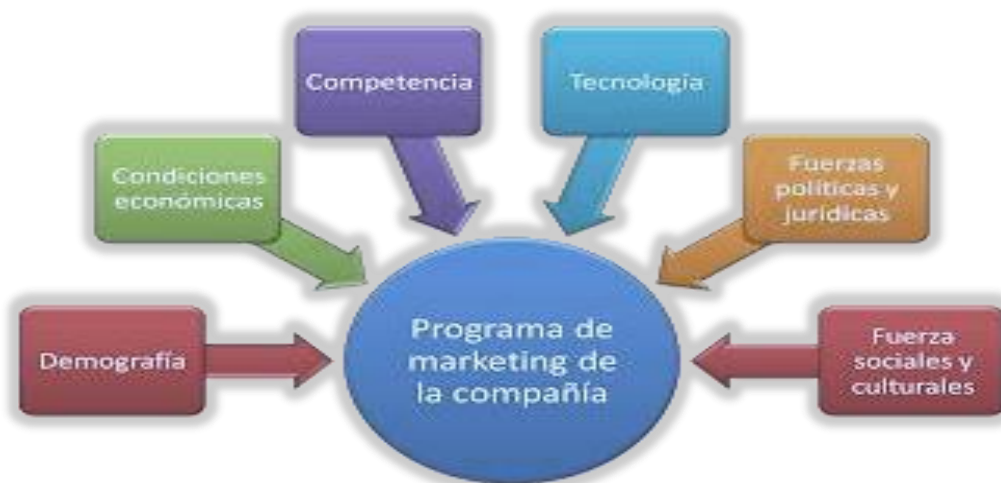 Competencia
Tecnología
Condiciones
económicas
Fuerzas
políticas y
jurídicas
Demografía
Programa de
marketing de
la compañía
Fuerza
sociales y
culturales